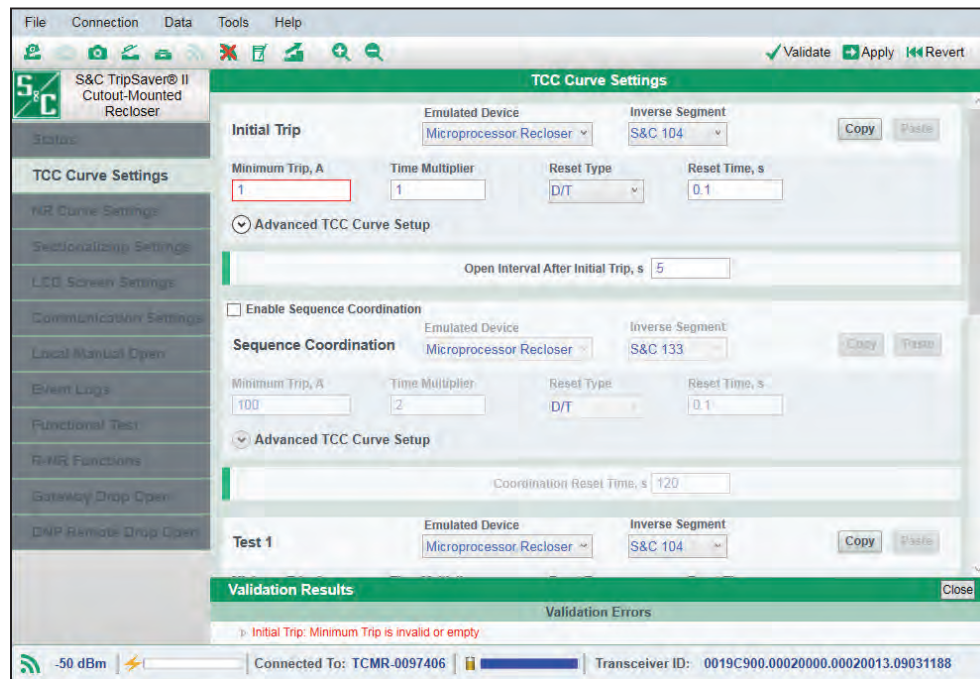 File Connection Data Tools Help
Validate Apply Revert
S&C
S&C TripSaver® II
Cutout-Mounted
Recloser
TCC Curve Settings
Status
TCC Curve Settings
NR Curve Settings
Sectionalizing Settings
LCD Screen Settings
Communication Settings
Local Manual Open
Event Logs
Functional Test
R-NR Functions
Gateway Drop Open
DNP Remote Drop Open
Emulated Device Inverse Segment
Initial Trip Microprocessor Recloser S&C 104 Copy Paste
Minimum Trip, A Time Multiplier Reset Type Reset Time, s
1 1 D/T 0.1
Advanced TCC Curve Setup
Open Interval After Initial Trip, s 5
Enable Sequence Coordination
Emulated Device Inverse Segment
Sequence Coordination Microprocessor Recloser S&C 133 Copy Paste
Minimum Trip, A Time Multiplier Reset Type Reset Time, s
100 2 D/T 0.1
Advanced TCC Curve Setup
Coordination Reset Time, s 120
Emulated Device Inverse Segment
Test 1 Microprocessor Recloser S&C 104 Copy Paste
Validation Results Close
Validation Errors
Initial Trip: Minimum Trip is invalid or empty
-50 dBm Connected To: TCMR-0097406 Transceiver ID: 0019C900.00020000.00020013.09031188